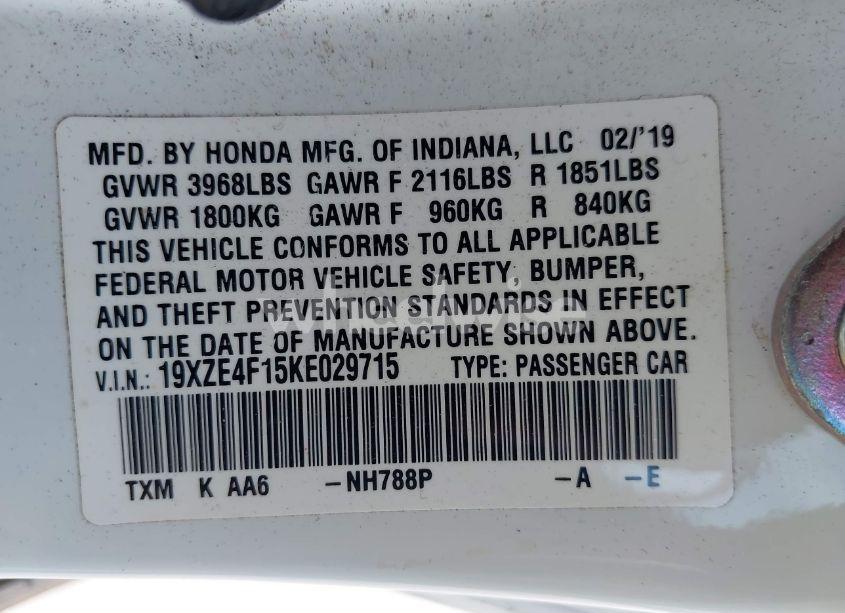 MFD. BY HONDA MFG. OF INDIANA, LLC 02/'19
GVWR 3968LBS GAWR F 2116LBS R 1851LBS
GVWR 1800KG GAWR F 960KG R 840KG
THIS VEHICLE CONFORMS TO ALL APPLICABLE
FEDERAL MOTOR VEHICLE SAFETY, BUMPER,
AND THEFT PREVENTION STANDARDS IN EFFECT
ON THE DATE OF MANUFACTURE SHOWN ABOVE.
V.I.N.: 19XZE4F15KE029715 TYPE: PASSENGER CAR
TXM K AA6 -NH788P -A -E